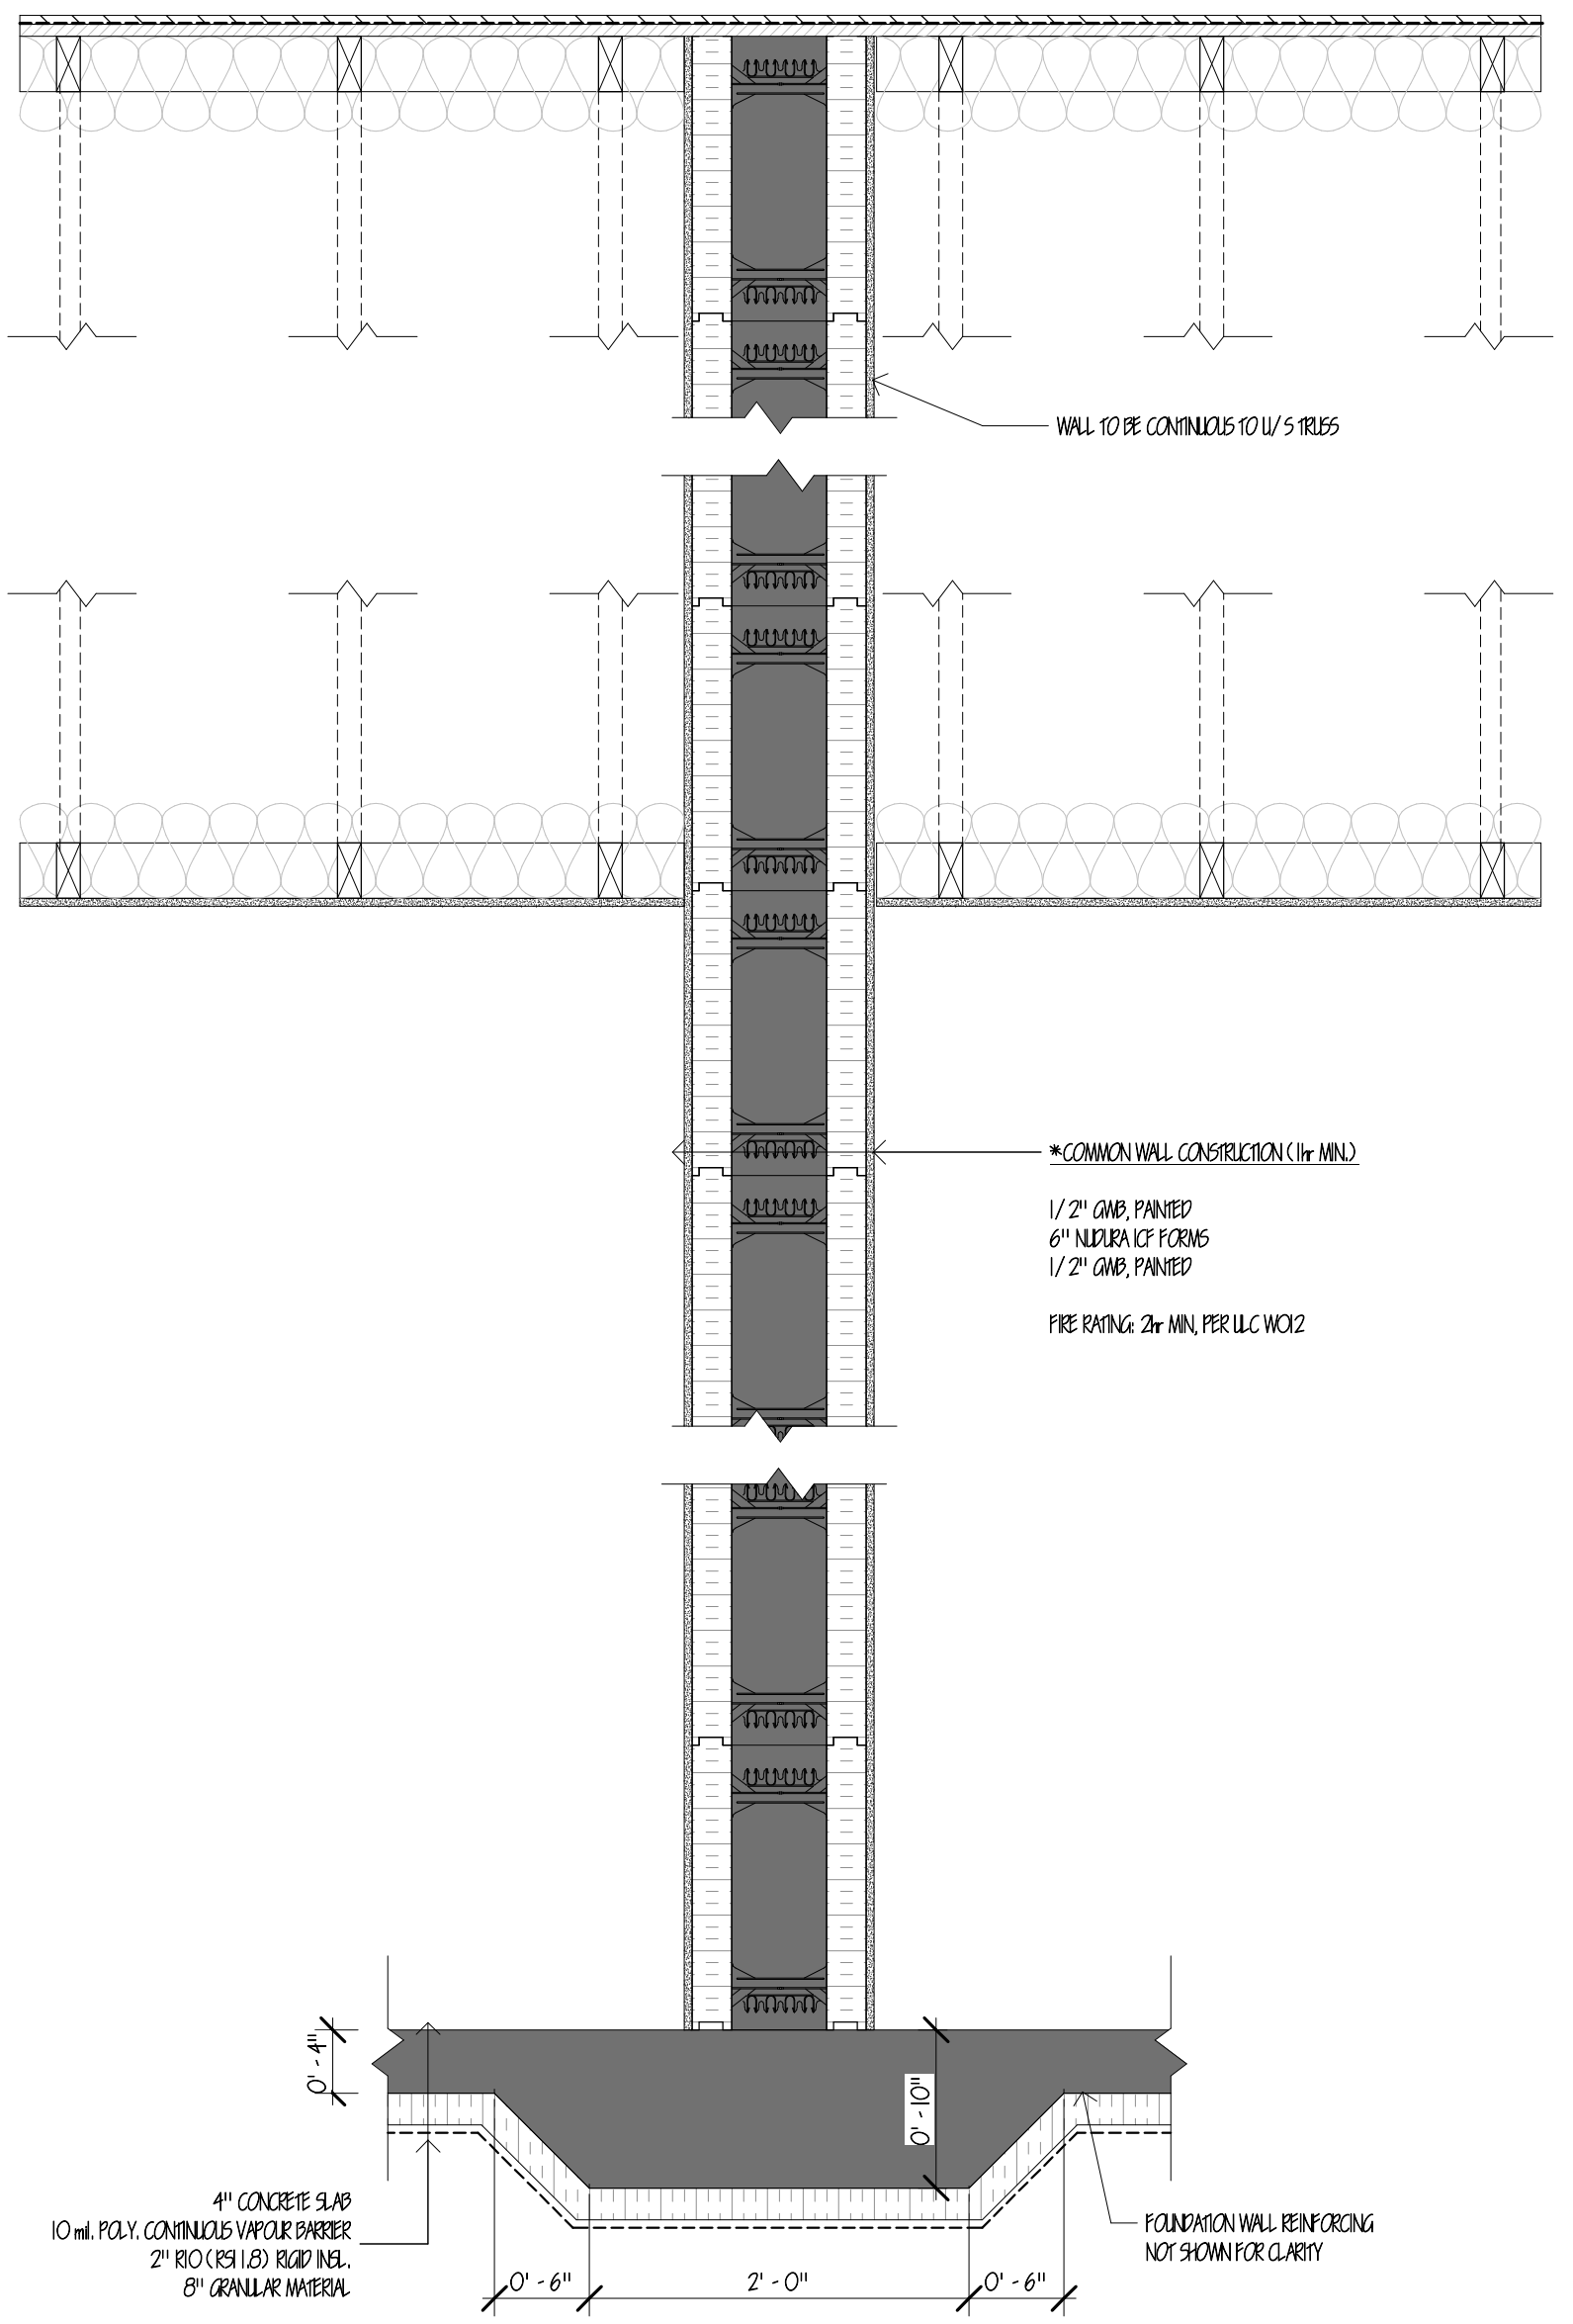 WALL TO BE CONTINUOUS TO U/S TRUSS
*COMMON WALL CONSTRUCTION (1hr MIN.)
1/2" GWB, PAINTED
6" NUDURA ICF FORMS
1/2" GWB, PAINTED
FIRE RATING: 2hr MIN, PER ULC W012
0' - 4"
0' - 10"
4" CONCRETE SLAB
10 mil. POLY. CONTINUOUS VAPOUR BARRIER
2" R10 (RSI 1.8) RIGID INSL.
8" GRANULAR MATERIAL
FOUNDATION WALL REINFORCING
NOT SHOWN FOR CLARITY
0' - 6"
2' - 0"
0' - 6"